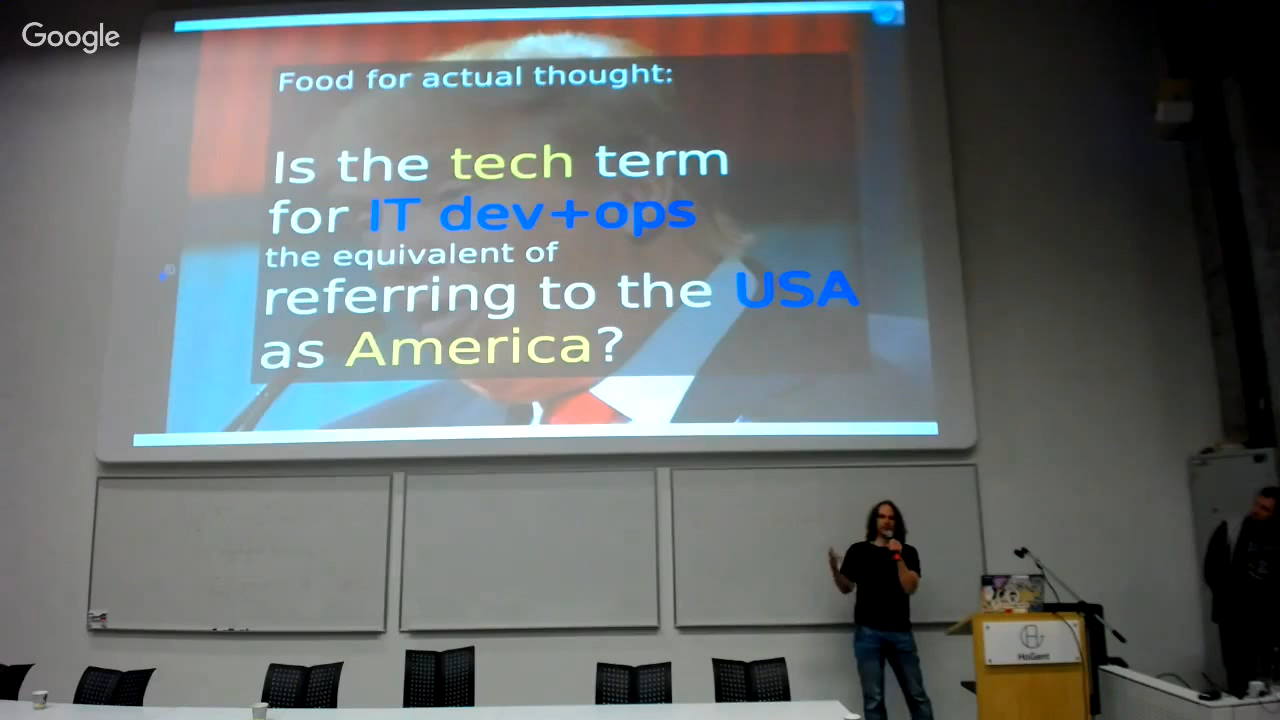 Google
Food for actual thought:
Is the tech term
for IT dev+ops
the equivalent of
referring to the USA
as America?
HoGent